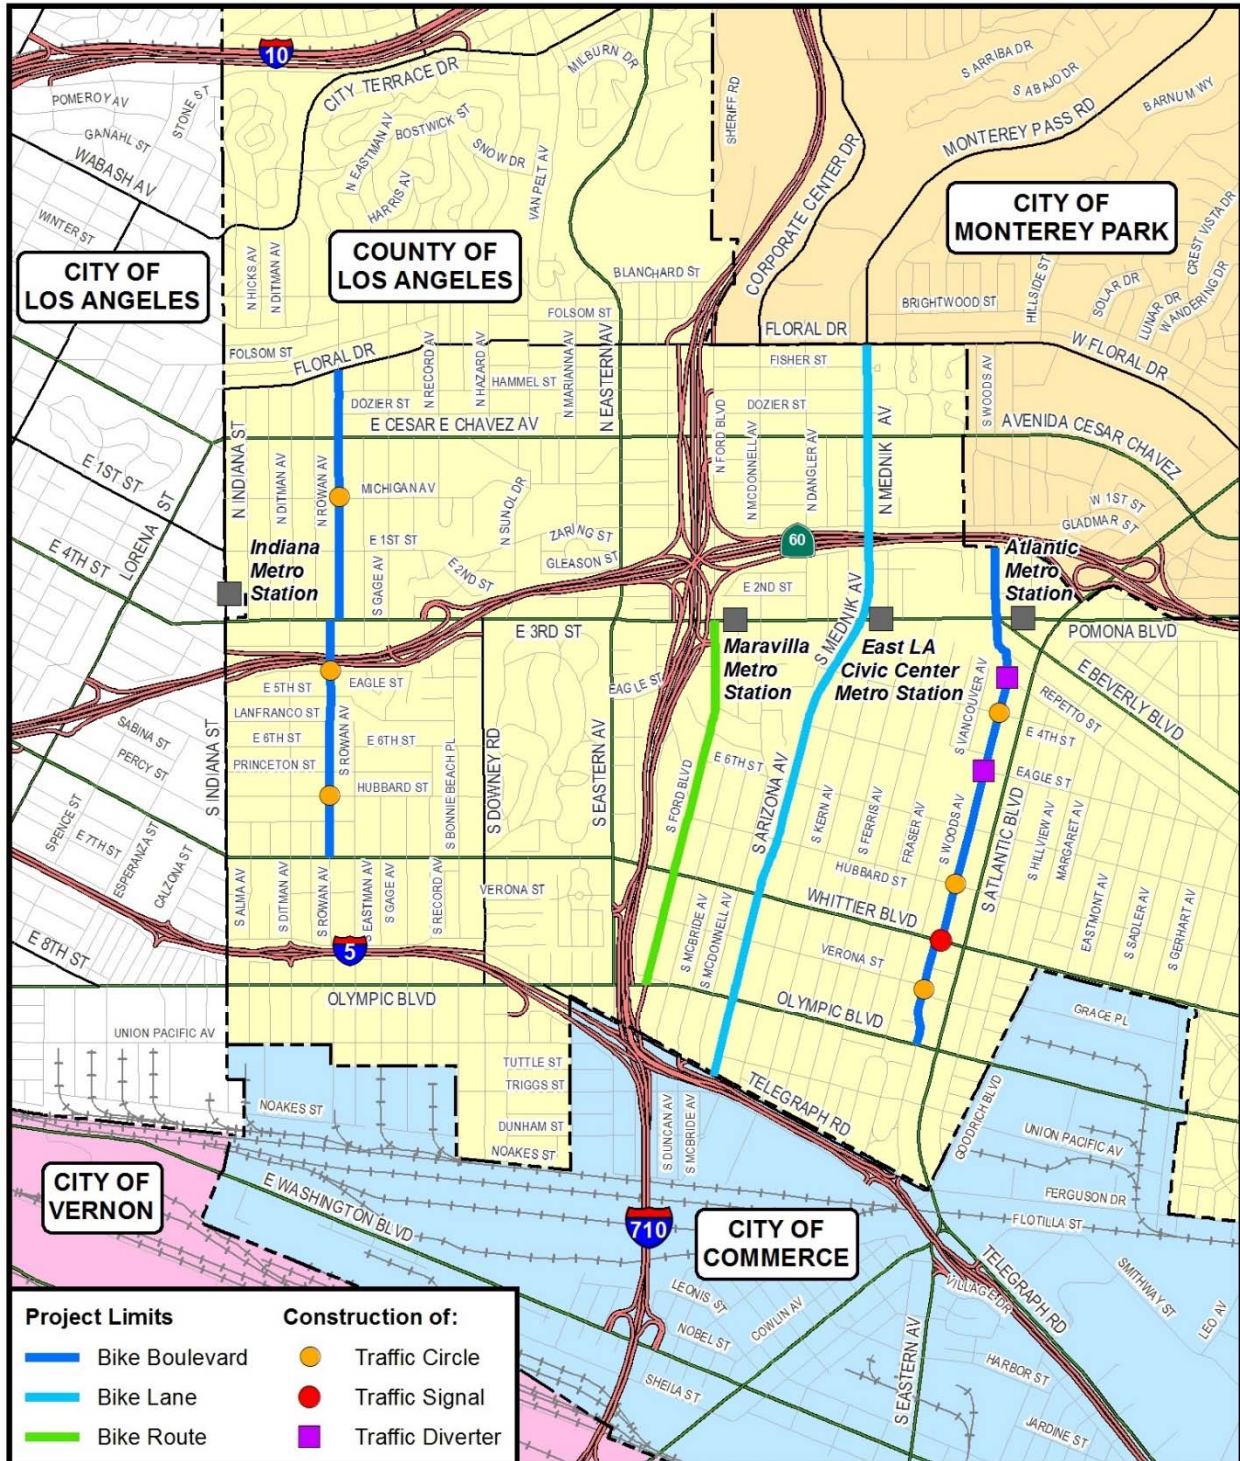 10
POMEROY AV
STONE ST
GANAHL ST
WABASH AV
WINTER ST
CITY TERRACE DR
MILBURN DR
BOSTWICK ST
N EASTMAN AV
SNOW DR
HARRIS AV
VAN PELT AV
SHERIFF RD
S ARRIBA DR
S ABAJO DR
BARNUM WY
MONTEREY PASS RD
CORPORATE CENTER DR
CITY OF
MONTEREY PARK
CITY OF
LOS ANGELES
COUNTY OF
LOS ANGELES
N HICKS AV
N DITMAN AV
BLANCHARD ST
FOLSOM ST
BRIGHTWOOD ST
HILLSIDE ST
SOLAR DR
LUNAR DR
WANDERING DR
CREST VISTA DR
FOLSOM ST
FLORAL DR
FLORAL DR
W FLORAL DR
N RECORD AV
N HAZARD AV
HAMMEL ST
N MARIANNA AV
N EASTERN AV
FISHER ST
S WOODS AV
DOZIER ST
E CESAR E CHAVEZ AV
N FORD BLVD
DOZIER ST
N MCDONNELL AV
N DANGLER AV
N MEDNIK AV
AVENIDA CESAR CHAVEZ
E 1ST ST
LORENA ST
E 4TH ST
N INDIANA ST
N DITMAN AV
N ROWAN AV
MICHIGAN AV
N SUNOL DR
E 1ST ST
ZARING ST
GLEASON ST
E 2ND ST
S GAGE AV
W 1ST ST
GLADMAR ST
60
Indiana
Metro
Station
E 2ND ST
Atlantic
Metro
Station
E 3RD ST
S MEDNIK AV
POMONA BLVD
Maravilla
Metro
Station
East LA
Civic Center
Metro Station
E BEVERLY BLVD
E 5TH ST
EAGLE ST
EAGLE ST
LANFRANCO ST
E 6TH ST
E 6TH ST
PRINCETON ST
HUBBARD ST
S ROWAN AV
S BONNIE BEACH PL
S DOWNEY RD
S EASTERN AV
S INDIANA ST
SABINA ST
PERCY ST
SPENCE ST
E 7TH ST
ESPERANZA ST
CALZONA ST
E 8TH ST
S FORD BLVD
E 6TH ST
S ARIZONA AV
S KERN AV
S FERRIS AV
FRASER AV
S WOODS AV
S VANCOUVER AV
REPETTO ST
E 4TH ST
EAGLE ST
S ATLANTIC BLVD
S HILLVIEW AV
MARGARET AV
HUBBARD ST
WHITTIER BLVD
VERONA ST
EASTMONT AV
S SADLER AV
S GERHART AV
S ALMA AV
S DITMAN AV
S ROWAN AV
S EASTMAN AV
S GAGE AV
S RECORD AV
VERONA ST
S MCBRIDE AV
S MCDONNELL AV
5
OLYMPIC BLVD
OLYMPIC BLVD
UNION PACIFIC AV
GRACE PL
TUTTLE ST
TRIGGS ST
DUNHAM ST
NOAKES ST
NOAKES ST
TELEGRAPH RD
S DUNCAN AV
S MCBRIDE AV
GOODRICH BLVD
UNION PACIFIC AV
FERGUSON DR
FLOTILLA ST
CITY OF
VERNON
E WASHINGTON BLVD
710
CITY OF
COMMERCE
TELEGRAPH RD
SMITHWAY ST
LEO AV
VILLAGE DR
LEONIS ST
COWLIN AV
NOBEL ST
SHEILA ST
S EASTERN AV
HARBOR ST
JARDINE ST
Project Limits
Construction of:
Bike Boulevard
Traffic Circle
Bike Lane
Traffic Signal
Bike Route
Traffic Diverter